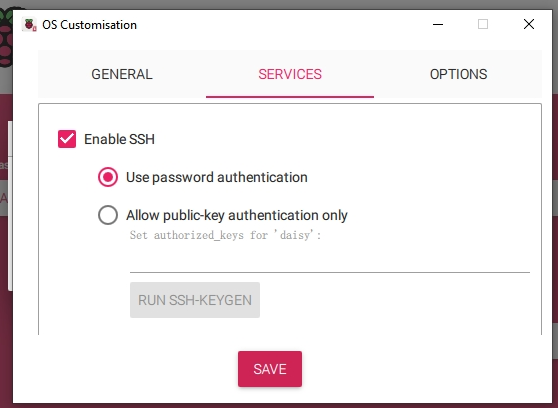 OS Customisation
GENERAL SERVICES OPTIONS
Enable SSH
Use password authentication
Allow public-key authentication only
Set authorized_keys for 'daisy':
RUN SSH-KEYGEN
SAVE